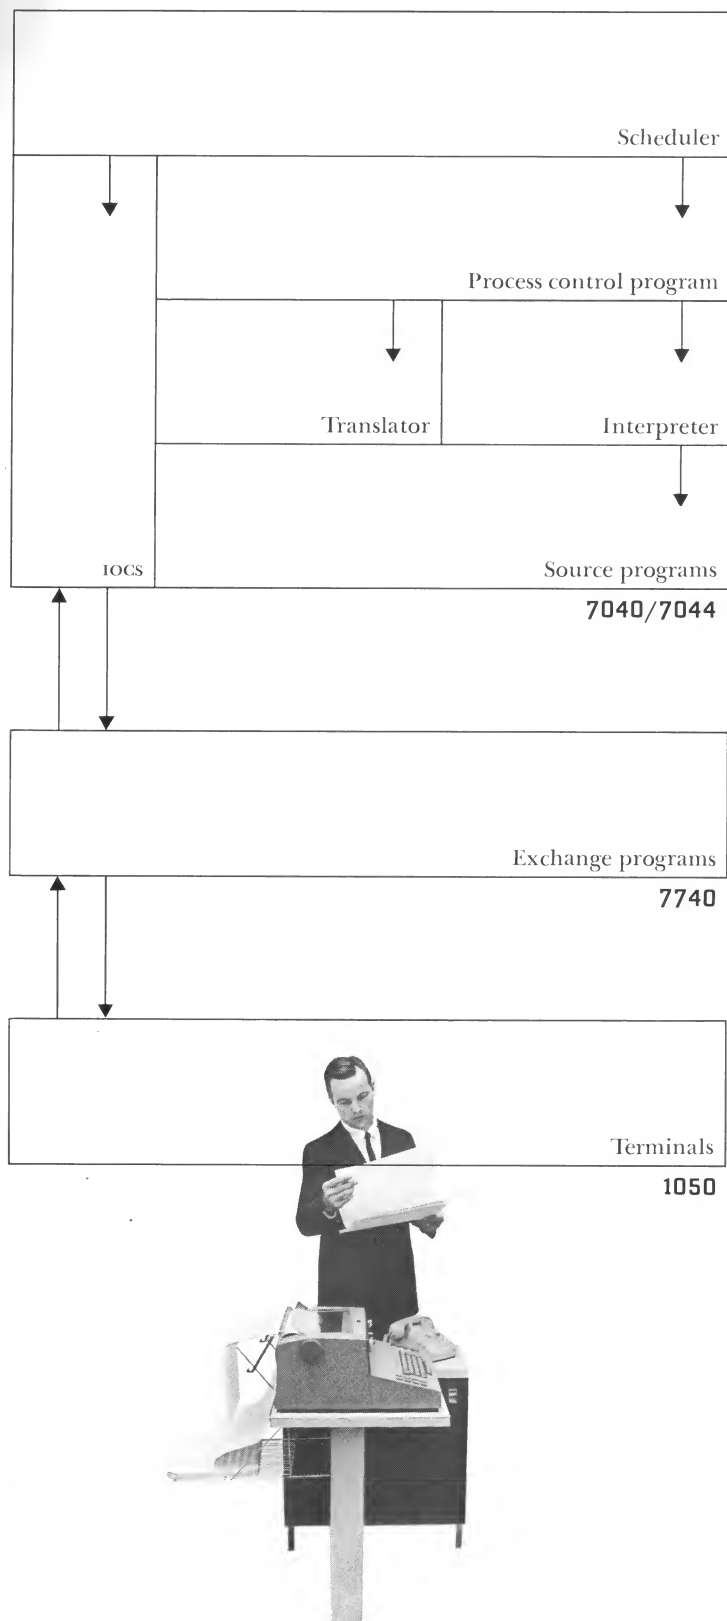 Scheduler
Process control program
Translator
Interpreter
IOCS
Source programs
7040/7044
Exchange programs
7740
Terminals
1050